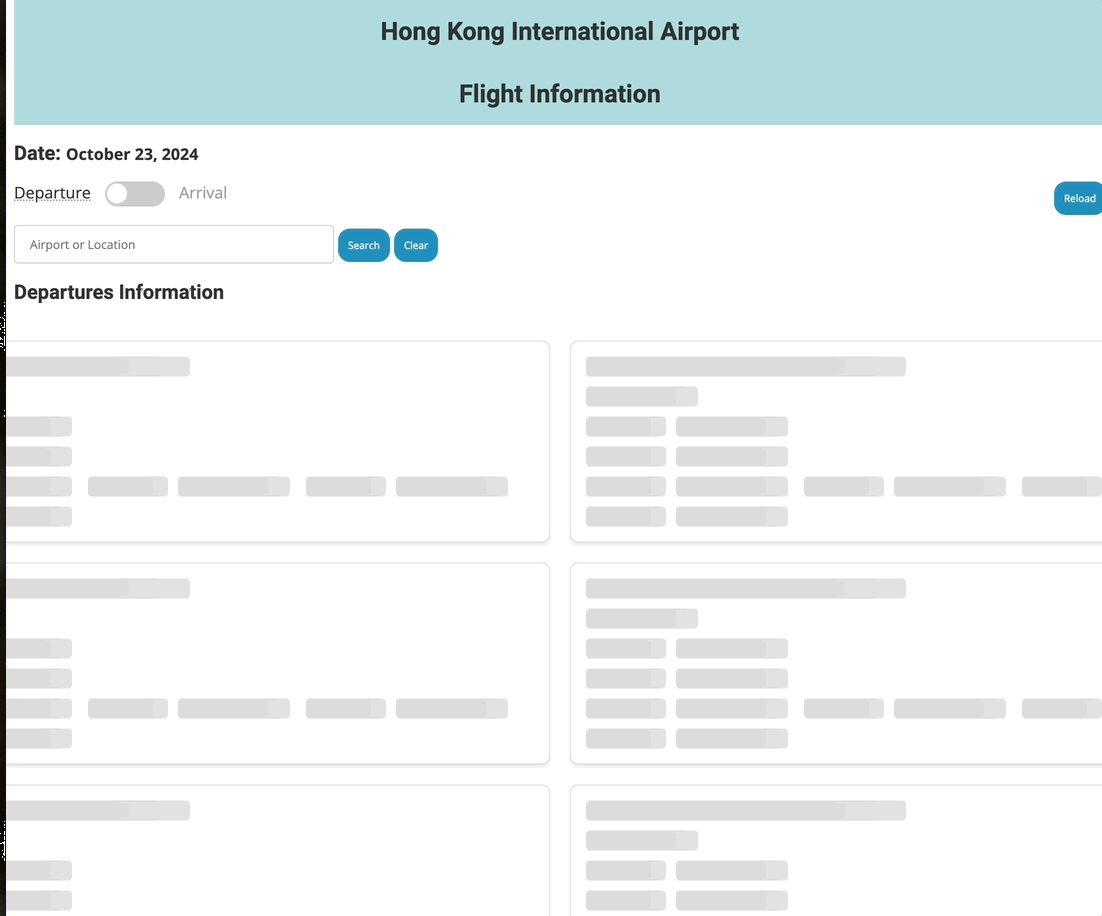 Hong Kong International Airport
Flight Information
Date: October 23, 2024
Departure Arrival
Reload
Airport or Location Search Clear
Departures Information